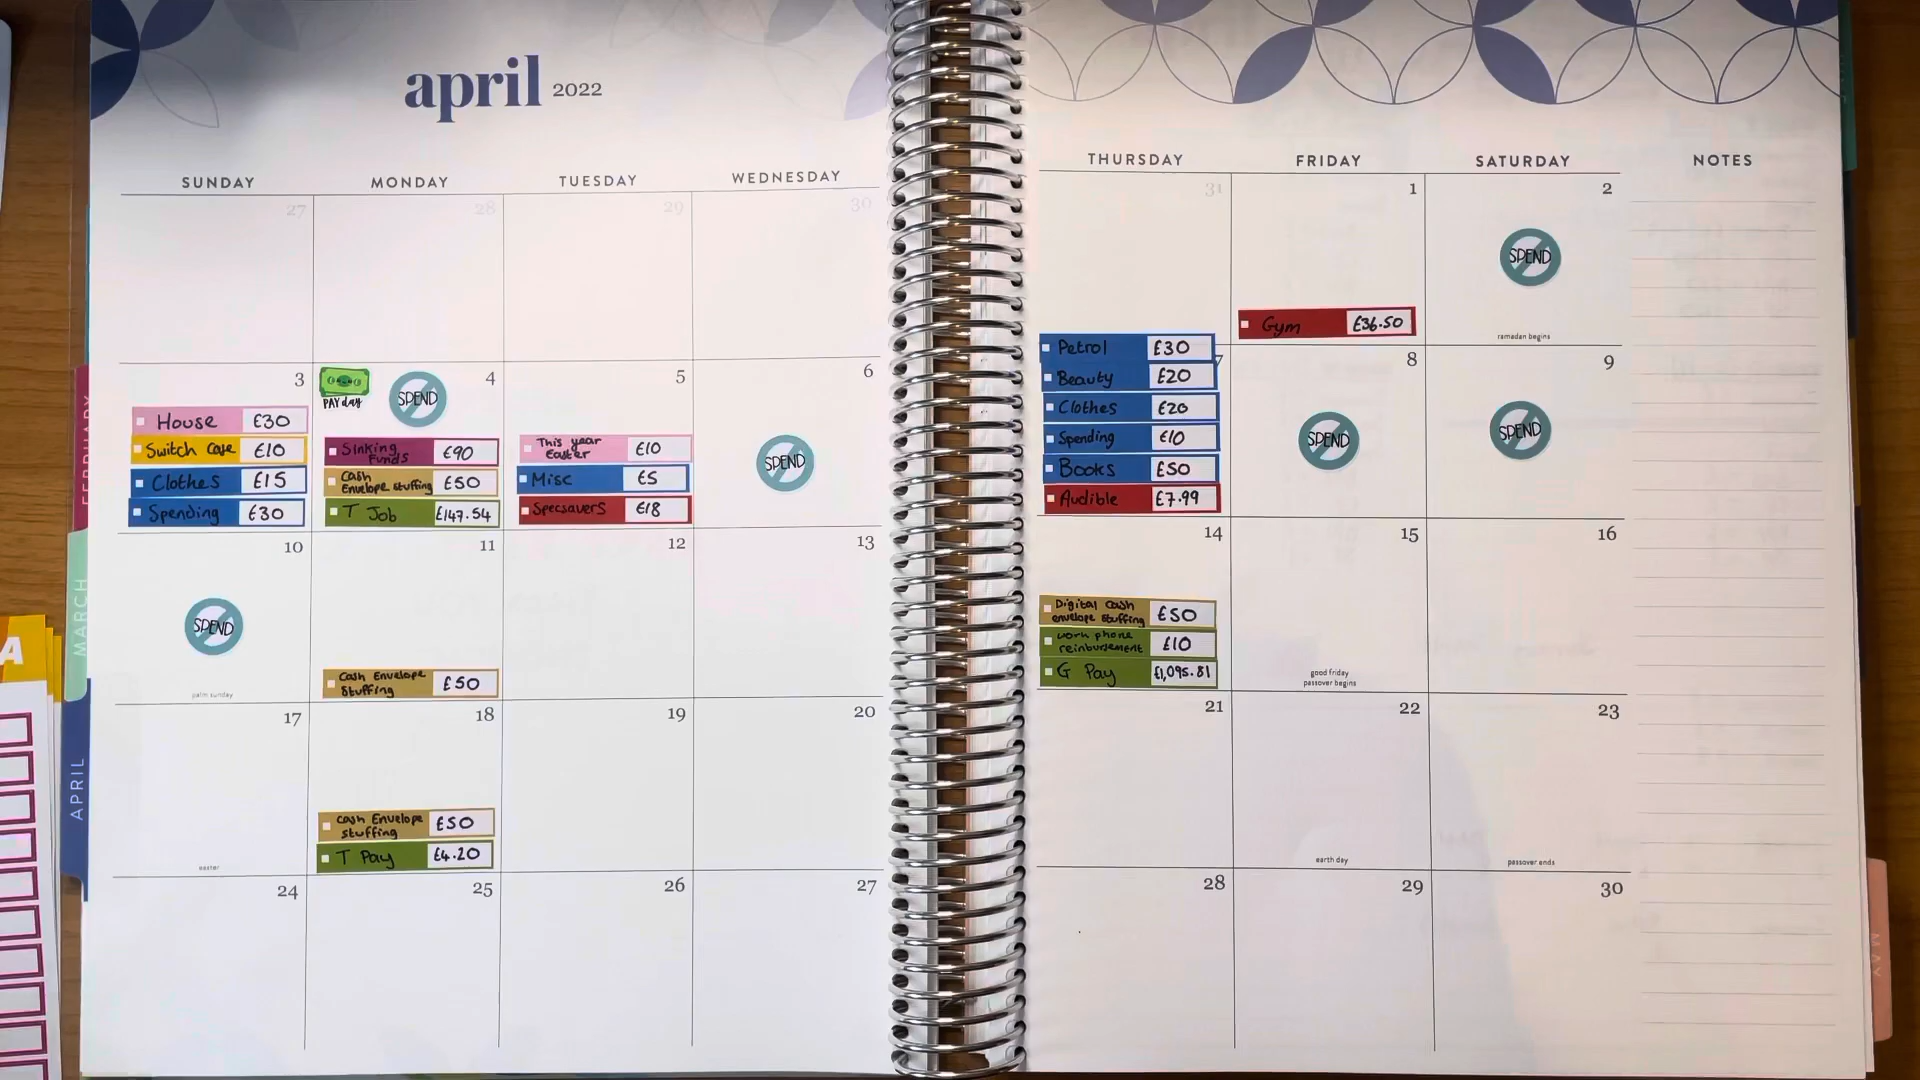 april 2022
SUNDAY MONDAY TUESDAY WEDNESDAY THURSDAY FRIDAY SATURDAY NOTES
27 28 29 30 31 1 2
SPEND
Gym £36.50
ramadan begins
3
House £30
Switch Case £10
Clothes £15
Spending £30
4
PAY day
SPEND
Sinking Funds £90
Cash Envelope stuffing £50
T Job £147.54
5
This year Easter £10
Misc £5
Specsavers £18
6
SPEND
7
Petrol £30
Beauty £20
Clothes £20
Spending £10
Books £50
Audible £7.99
8
SPEND
9
SPEND
10
SPEND
palm sunday
11
Cash Envelope Stuffing £50
12
13
14
Digital Cash envelope stuffing £50
work phone reinbursement £10
G Pay £1,095.81
15
good friday
passover begins
16
17
easter
18
Cash Envelope stuffing £50
T Pay £4.20
19
20
21
22
earth day
23
passover ends
24
25
26
27
28
29
30
FEBRUARY
MARCH
APRIL
MAY
A